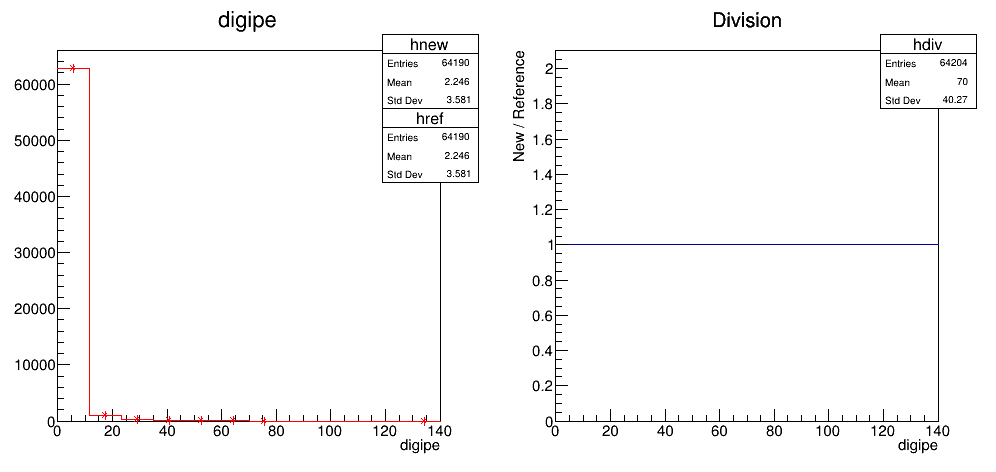 digipe
hnew
Entries 64190
Mean 2.246
Std Dev 3.581
href
Entries 64190
Mean 2.246
Std Dev 3.581
60000
50000
40000
30000
20000
10000
0
0 20 40 60 80 100 120 140
digipe
Division
hdiv
Entries 64204
Mean 70
Std Dev 40.27
New / Reference
2
1.8
1.6
1.4
1.2
1
0.8
0.6
0.4
0.2
0
0 20 40 60 80 100 120 140
digipe